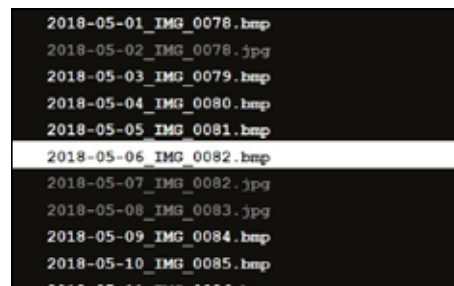 2018-05-01_IMG_0078.bmp
2018-05-02_IMG_0078.jpg
2018-05-03_IMG_0079.bmp
2018-05-04_IMG_0080.bmp
2018-05-05_IMG_0081.bmp
2018-05-06_IMG_0082.bmp
2018-05-07_IMG_0082.jpg
2018-05-08_IMG_0083.jpg
2018-05-09_IMG_0084.bmp
2018-05-10_IMG_0085.bmp